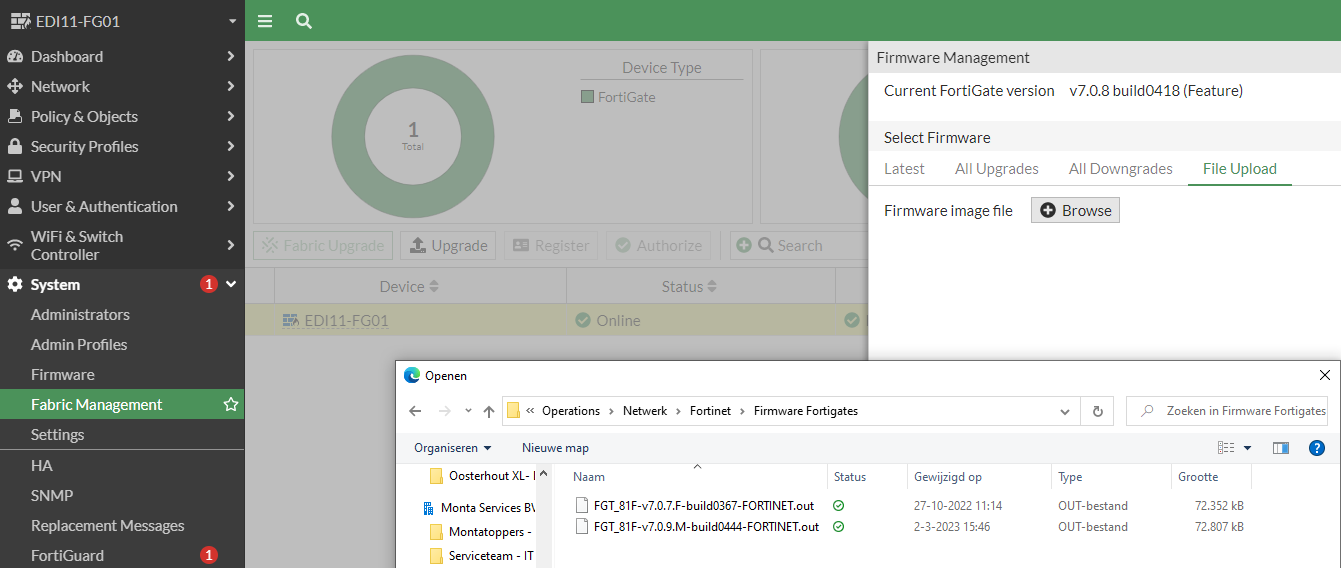 EDI11-FG01
Dashboard
Network
Policy & Objects
Security Profiles
VPN
User & Authentication
WiFi & Switch
Controller
System 1
Administrators
Admin Profiles
Firmware
Fabric Management
Settings
HA
SNMP
Replacement Messages
FortiGuard 1
1
Total
Device Type
FortiGate
Fabric Upgrade Upgrade Register Authorize Search
Device Status
EDI11-FG01 Online
Firmware Management
Current FortiGate version v7.0.8 build0418 (Feature)
Select Firmware
Latest All Upgrades All Downgrades File Upload
Firmware image file Browse
Openen
« Operations > Netwerk > Fortinet > Firmware Fortigates Zoeken in Firmware Fortigates
Organiseren Nieuwe map ?
Oosterhout XL-
Monta Services BV
Montatoppers -
Serviceteam - IT
Naam Status Gewijzigd op Type Grootte
FGT_81F-v7.0.7.F-build0367-FORTINET.out 27-10-2022 11:14 OUT-bestand 72.352 kB
FGT_81F-v7.0.9.M-build0444-FORTINET.out 2-3-2023 15:46 OUT-bestand 72.807 kB